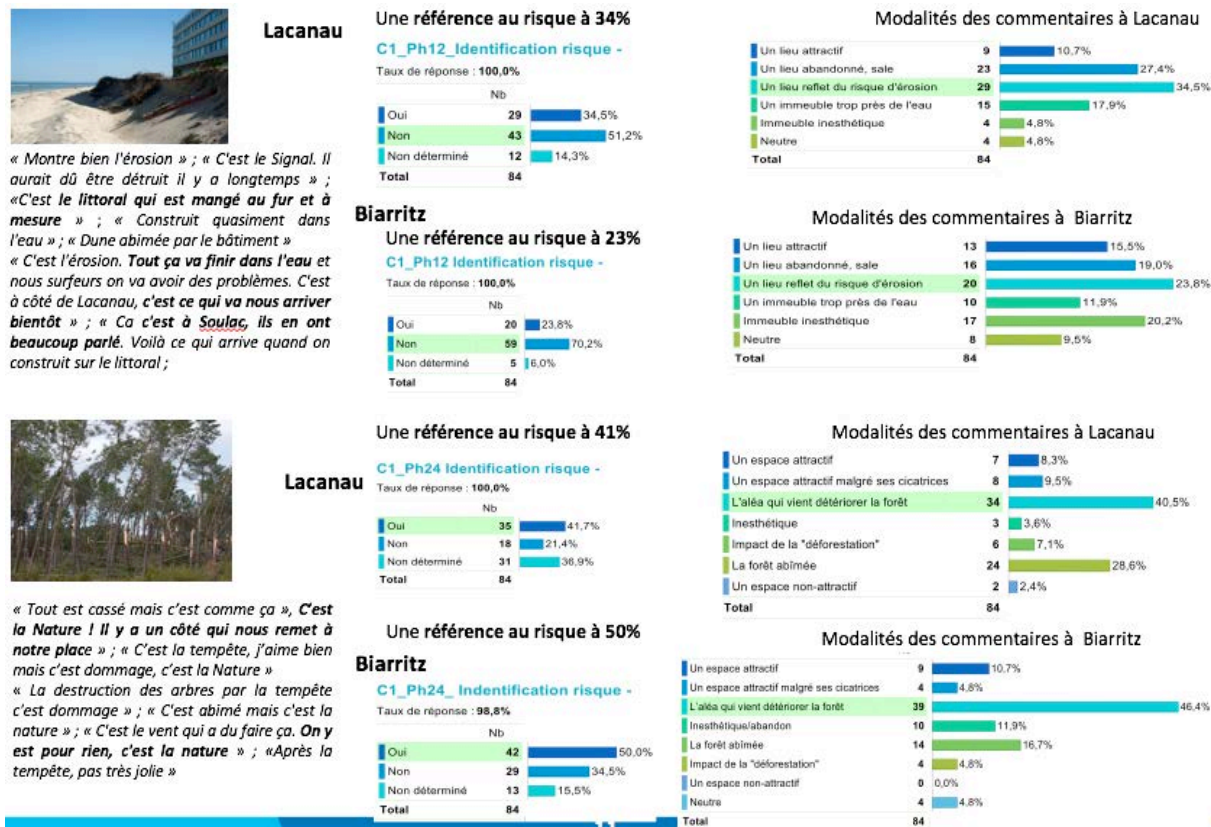 Lacanau
« Montre bien l'érosion » ; « C'est le Signal. Il
aurait dû être détruit il y a longtemps » ;
«C'est le littoral qui est mangé au fur et à
mesure » ; « Construit quasiment dans
l'eau » ; « Dune abimée par le bâtiment »
« C'est l'érosion. Tout ça va finir dans l'eau et
nous surfeurs on va avoir des problèmes. C'est
à côté de Lacanau, c'est ce qui va nous arriver
bientôt » ; « Ca c'est à Soulac, ils en ont
beaucoup parlé. Voilà ce qui arrive quand on
construit sur le littoral ;
Une référence au risque à 34%
C1_Ph12_Identification risque -
Taux de réponse : 100,0%
Nb
Oui 29 34,5%
Non 43 51,2%
Non déterminé 12 14,3%
Total 84
Modalités des commentaires à Lacanau
Un lieu attractif 9 10,7%
Un lieu abandonné, sale 23 27,4%
Un lieu reflet du risque d'érosion 29 34,5%
Un immeuble trop près de l'eau 15 17,9%
Immeuble inesthétique 4 4,8%
Neutre 4 4,8%
Total 84
Biarritz
Une référence au risque à 23%
C1_Ph12 Identification risque -
Taux de réponse : 100,0%
Nb
Oui 20 23,8%
Non 59 70,2%
Non déterminé 5 6,0%
Total 84
Modalités des commentaires à Biarritz
Un lieu attractif 13 15,5%
Un lieu abandonné, sale 16 19,0%
Un lieu reflet du risque d'érosion 20 23,8%
Un immeuble trop près de l'eau 10 11,9%
Immeuble inesthétique 17 20,2%
Neutre 8 9,5%
Total 84
Lacanau
« Tout est cassé mais c'est comme ça », C'est
la Nature ! Il y a un côté qui nous remet à
notre place » ; « C'est la tempête, j'aime bien
mais c'est dommage, c'est la Nature »
« La destruction des arbres par la tempête
c'est dommage » ; « C'est abimé mais c'est la
nature » ; « C'est le vent qui a du faire ça. On y
est pour rien, c'est la nature » ; «Après la
tempête, pas très jolie »
Une référence au risque à 41%
C1_Ph24 Identification risque -
Taux de réponse : 100,0%
Nb
Oui 35 41,7%
Non 18 21,4%
Non déterminé 31 36,9%
Total 84
Modalités des commentaires à Lacanau
Un espace attractif 7 8,3%
Un espace attractif malgré ses cicatrices 8 9,5%
L'aléa qui vient détériorer la forêt 34 40,5%
Inesthétique 3 3,6%
Impact de la "déforestation" 6 7,1%
La forêt abîmée 24 28,6%
Un espace non-attractif 2 2,4%
Total 84
Une référence au risque à 50%
Biarritz
C1_Ph24_ Indentification risque -
Taux de réponse : 98,8%
Nb
Oui 42 50,0%
Non 29 34,5%
Non déterminé 13 15,5%
Total 84
Modalités des commentaires à Biarritz
Un espace attractif 9 10,7%
Un espace attractif malgré ses cicatrices 4 4,8%
L'aléa qui vient détériorer la forêt 39 46,4%
Inesthétique/abandon 10 11,9%
La forêt abîmée 14 16,7%
Impact de la "déforestation" 4 4,8%
Un espace non-attractif 0 0,0%
Neutre 4 4,8%
Total 84